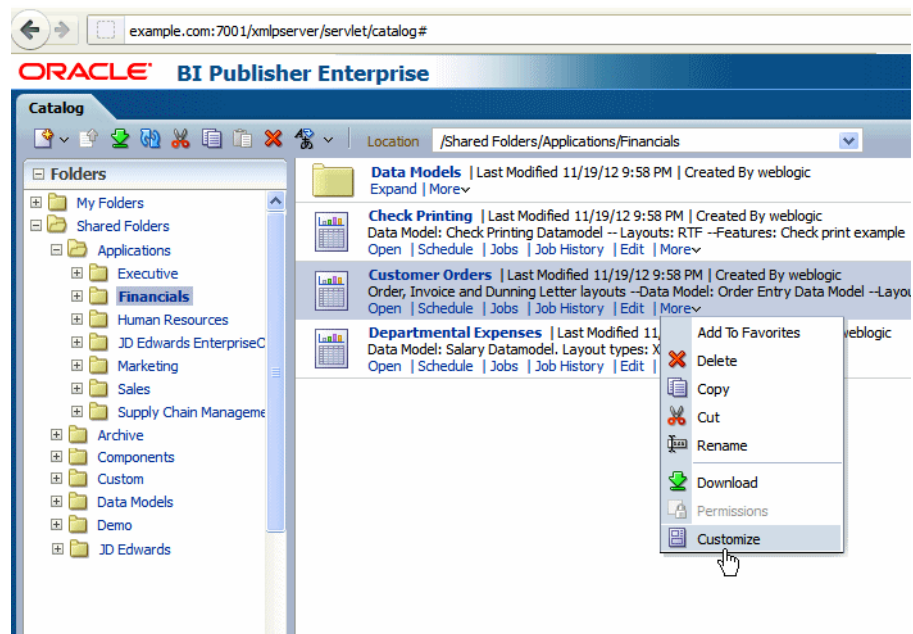 example.com:7001/xmlpserver/servlet/catalog#
ORACLE BI Publisher Enterprise
Catalog
Location /Shared Folders/Applications/Financials
Folders
My Folders
Shared Folders
Applications
Executive
Financials
Human Resources
JD Edwards EnterpriseO
Marketing
Sales
Supply Chain Manageme
Archive
Components
Custom
Data Models
Demo
JD Edwards
Data Models | Last Modified 11/19/12 9:58 PM | Created By weblogic
Expand | More
Check Printing | Last Modified 11/19/12 9:58 PM | Created By weblogic
Data Model: Check Printing Datamodel -- Layouts: RTF --Features: Check print example
Open | Schedule | Jobs | Job History | Edit | More
Customer Orders | Last Modified 11/19/12 9:58 PM | Created By weblogic
Order, Invoice and Dunning Letter layouts --Data Model: Order Entry Data Model --Layou
Open | Schedule | Jobs | Job History | Edit | More
Departmental Expenses | Last Modified 11 weblogic
Data Model: Salary Datamodel. Layout types: X
Open | Schedule | Jobs | Job History | Edit |
Add To Favorites
Delete
Copy
Cut
Rename
Download
Permissions
Customize